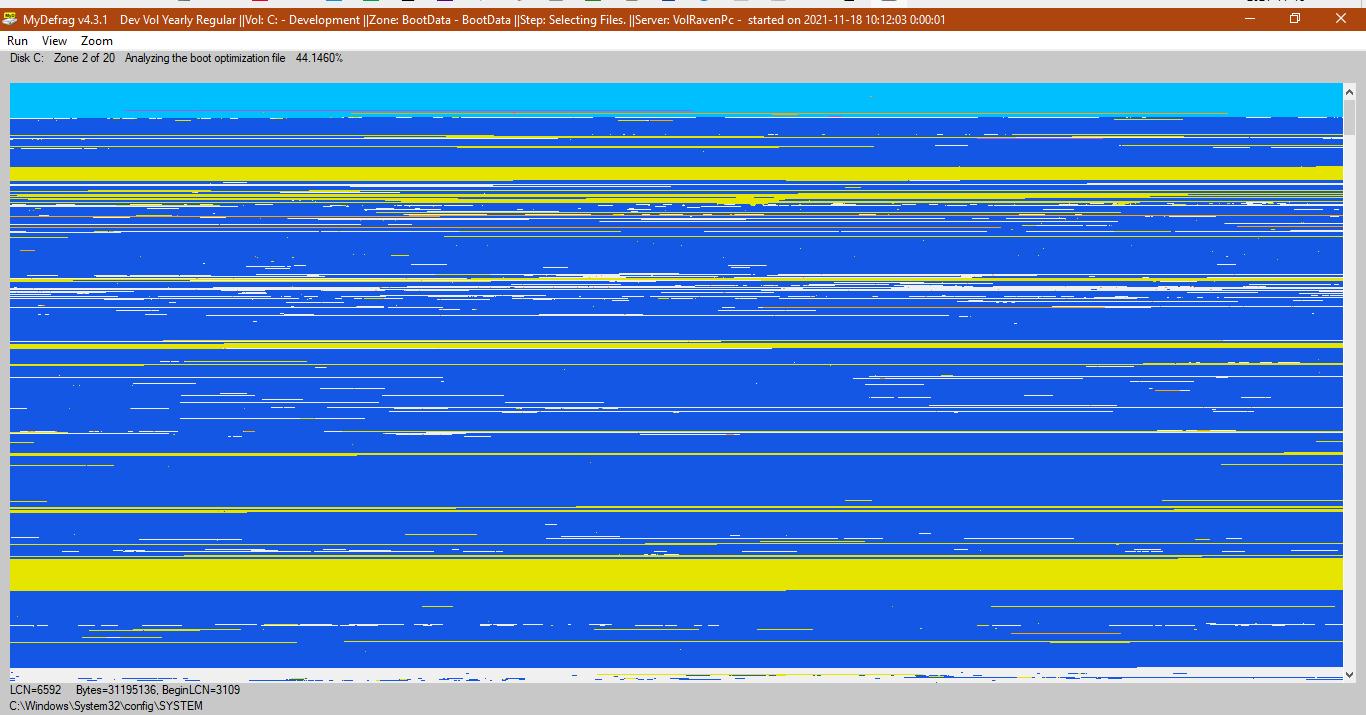 MyDefrag v4.3.1 Dev Vol Yearly Regular ||Vol: C: - Development ||Zone: BootData - BootData ||Step: Selecting Files. ||Server: VolRavenPc - started on 2021-11-18 10:12:03 0:00:01
Run View Zoom
Disk C: Zone 2 of 20 Analyzing the boot optimization file 44.1460%
LCN=6592 Bytes=31195136, BeginLCN=3109
C:\Windows\System32\config\SYSTEM